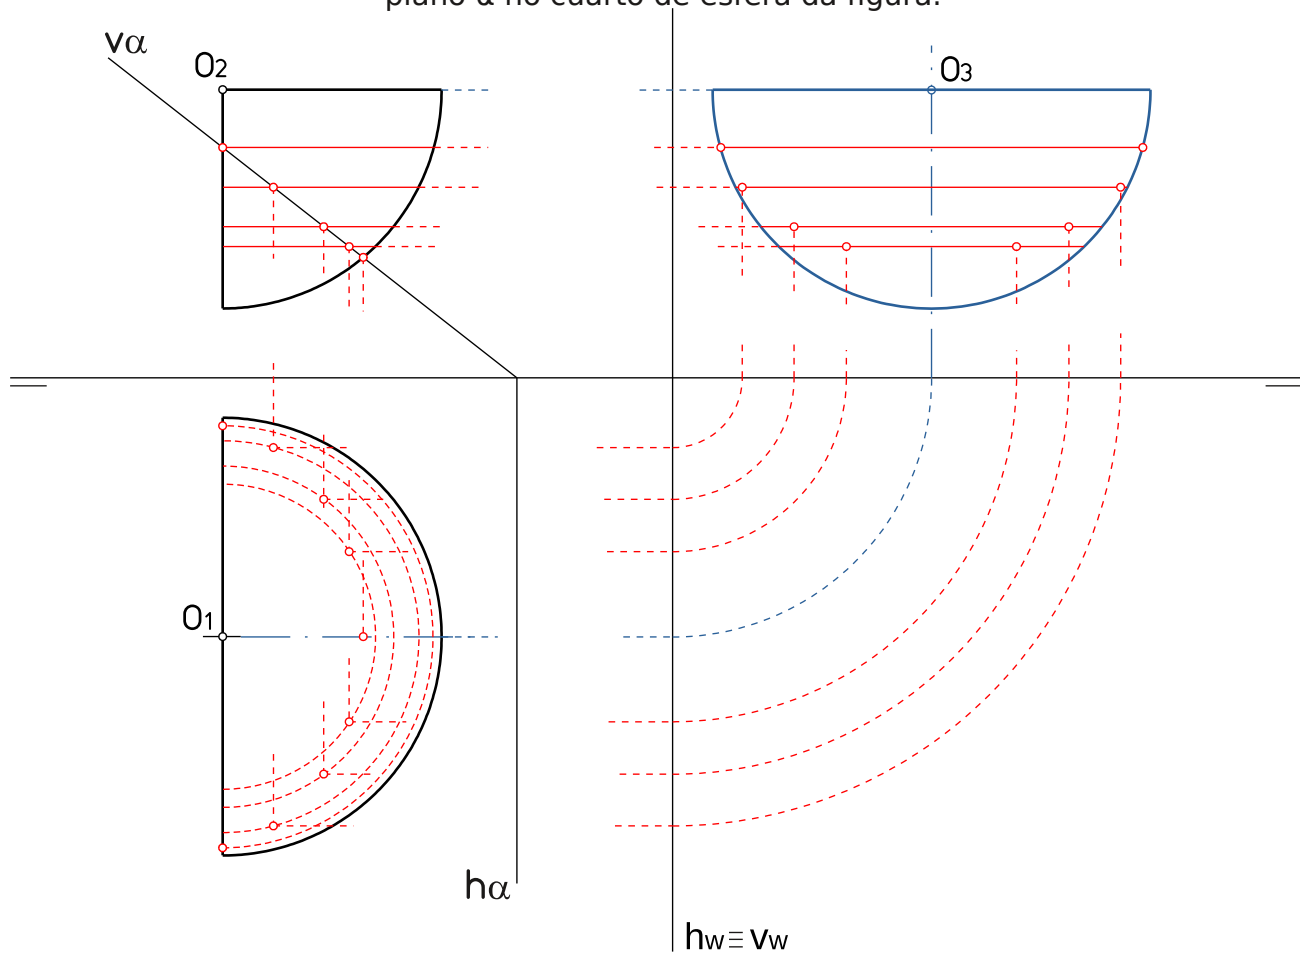 plano & no cuarto de esfera da figura.
vα
O2
O3
O1
hα
hw≡vw